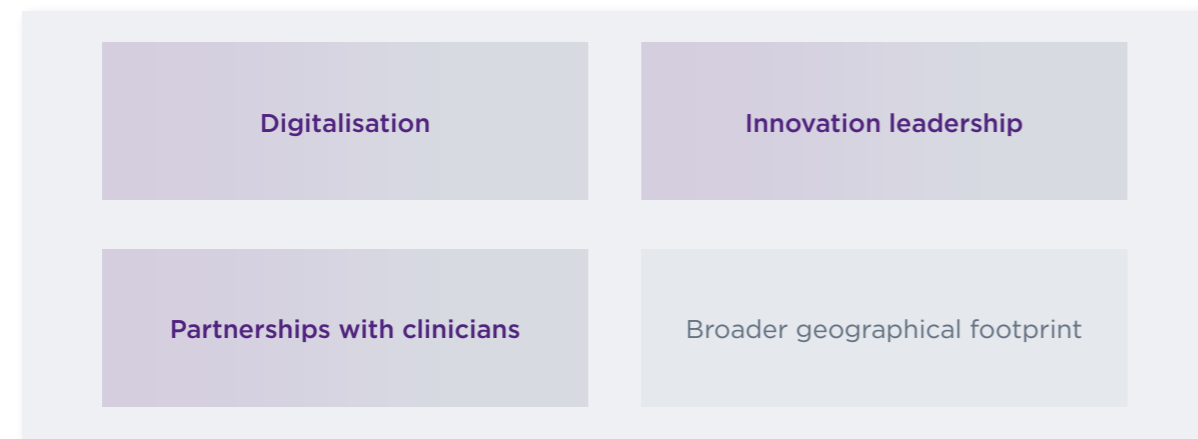 Digitalisation
Innovation leadership
Partnerships with clinicians
Broader geographical footprint